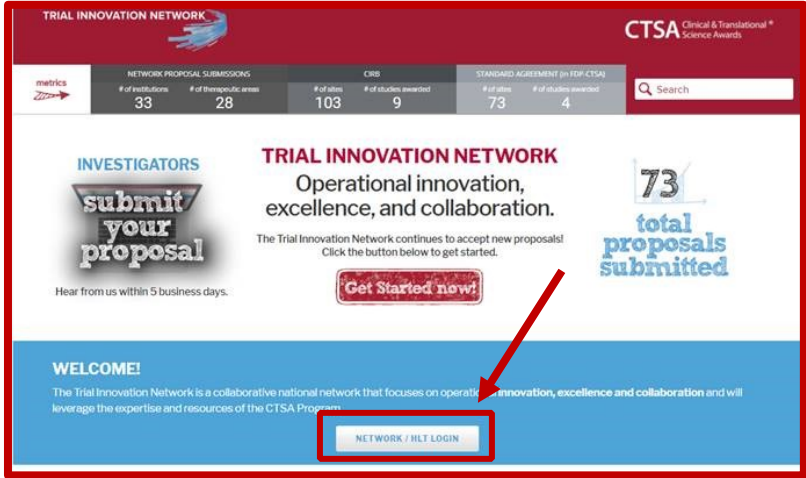 TRIAL INNOVATION NETWORK
CTSA Clinical & Translational ®
Science Awards
metrics
NETWORK PROPOSAL SUBMISSIONS
# of institutions # of therapeutic areas
33 28
CIRB
# of sites # of studies awarded
103 9
STANDARD AGREEMENT (in FDP-CTSA)
# of sites # of studies awarded
73 4
Search
INVESTIGATORS
submit
your
proposal
Hear from us within 5 business days.
TRIAL INNOVATION NETWORK
Operational innovation,
excellence, and collaboration.
The Trial Innovation Network continues to accept new proposals!
Click the button below to get started.
Get Started now!
73
total
proposals
submitted
WELCOME!
The Trial Innovation Network is a collaborative national network that focuses on innovation, excellence and collaboration and will
leverage the expertise and resources of the CTSA Program
NETWORK / HLT LOGIN